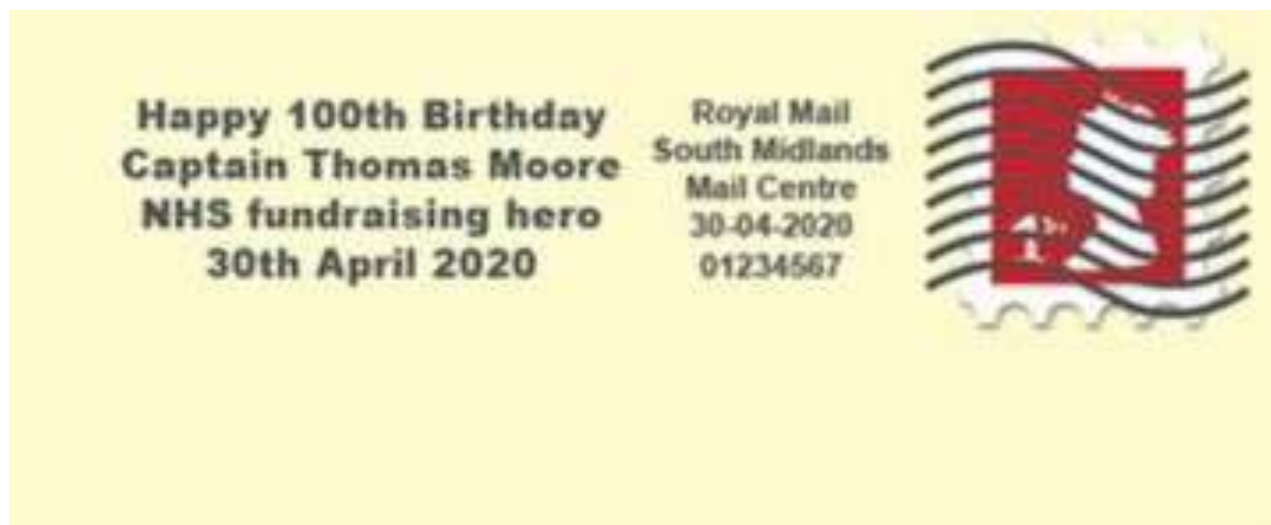 Happy 100th Birthday
Captain Thomas Moore
NHS fundraising hero
30th April 2020
Royal Mail
South Midlands
Mail Centre
30-04-2020
01234567